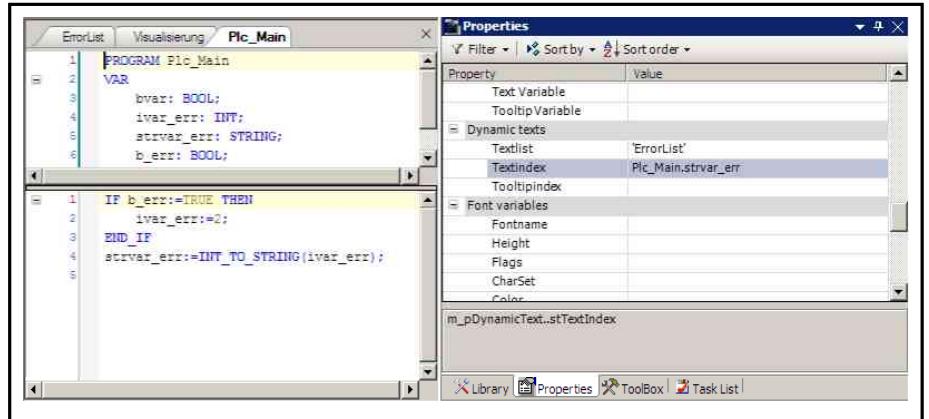 ErrorList Visualisierung Plc_Main
1 PROGRAM Plc_Main
2 VAR
3 bvar: BOOL;
4 ivar_err: INT;
5 strvar_err: STRING;
6 b_err: BOOL;
1 IF b_err:=TRUE THEN
2 ivar_err:=2;
3 END_IF
4 strvar_err:=INT_TO_STRING(ivar_err);
5
Properties
Filter Sort by Sort order
Property Value
Text Variable
Tooltip Variable
Dynamic texts
Textlist 'ErrorList'
Textindex Plc_Main.strvar_err
Tooltipindex
Font variables
Fontname
Height
Flags
CharSet
Color
m_pDynamicText..stTextIndex
Library Properties ToolBox Task List